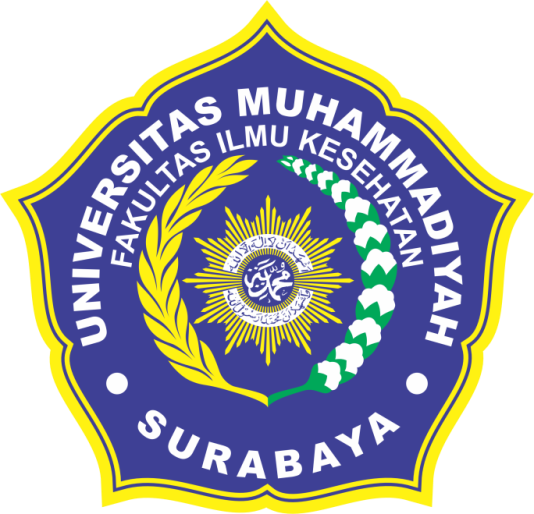 UNIVERSITAS MUHAMMADIYAH
FAKULTAS ILMU KESEHATAN
SURABAYA